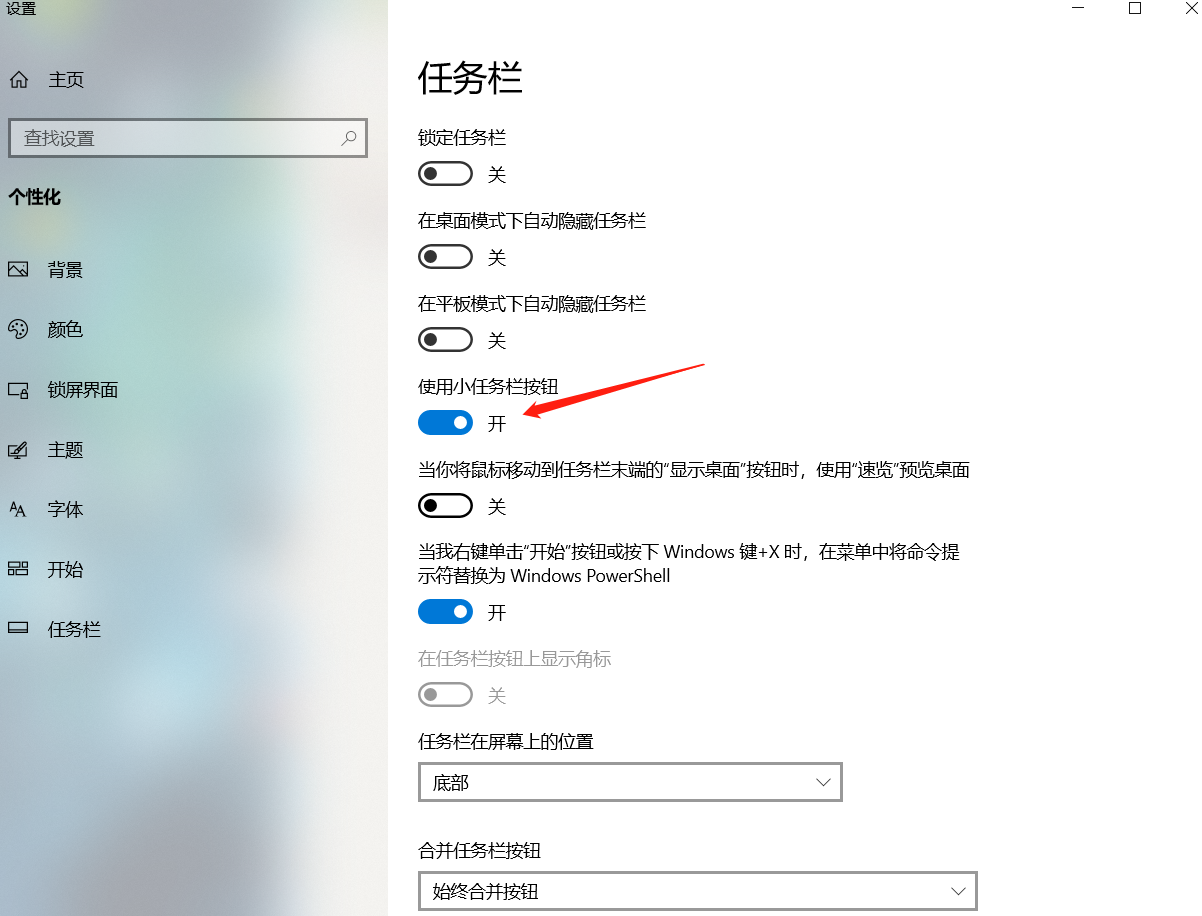 设置
主页
查找设置
个性化
背景
颜色
锁屏界面
主题
字体
开始
任务栏
任务栏
锁定任务栏
关
在桌面模式下自动隐藏任务栏
关
在平板模式下自动隐藏任务栏
关
使用小任务栏按钮
开
当你将鼠标移动到任务栏末端的“显示桌面”按钮时，使用“速览”预览桌面
关
当我右键单击“开始”按钮或按下 Windows 键+X 时，在菜单中将命令提
示符替换为 Windows PowerShell
开
在任务栏按钮上显示角标
关
任务栏在屏幕上的位置
底部
合并任务栏按钮
始终合并按钮